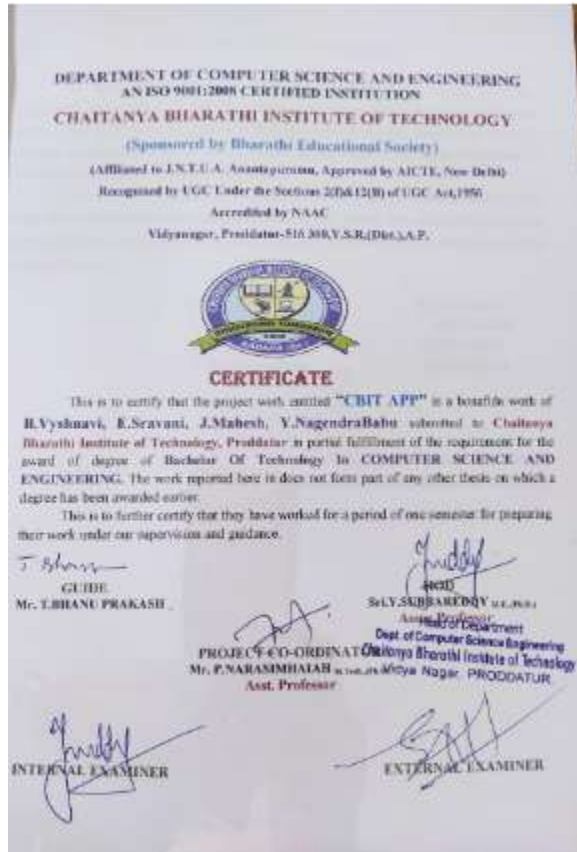 DEPARTMENT OF COMPUTER SCIENCE AND ENGINEERING
AN ISO 9001:2008 CERTIFIED INSTITUTION
CHAITANYA BHARATHI INSTITUTE OF TECHNOLOGY
(Sponsored by Bharathi Educational Society)
(Affiliated to J.N.T.U.A. Anantapuramu, Approved by AICTE, New Delhi)
Recognised by UGC Under the Sections 2(f)&12(B) of UGC Act,1956
Accredited by NAAC
Vidyanagar, Proddatur-516 360,Y.S.R.(Dist.),A.P.
CERTIFICATE
This is to certify that the project work entitled "CBIT APP" is a bonafide work of
B.Vyshnavi, E.Sravani, J.Mahesh, Y.NagendraBabu submitted to Chaitanya
Bharathi Institute of Technology, Proddatur in partial fulfillment of the requirement for the
award of degree of Bachelor Of Technology In COMPUTER SCIENCE AND
ENGINEERING. The work reported here in does not form part of any other thesis on which a
degree has been awarded earlier.
This is to further certify that they have worked for a period of one semester for preparing
their work under our supervision and guidance.
GUIDE
Mr. T.BHANU PRAKASH
HOD
Sri.Y.SUBBAREDDY
Head of Department
Dept. of Computer Science Engineering
Chaitanya Bharathi Institute of Technology
Vidya Nagar, PRODDATUR
PROJECT CO-ORDINATOR
Mr. P.NARASIMHAIAH
Asst. Professor
INTERNAL EXAMINER
EXTERNAL EXAMINER